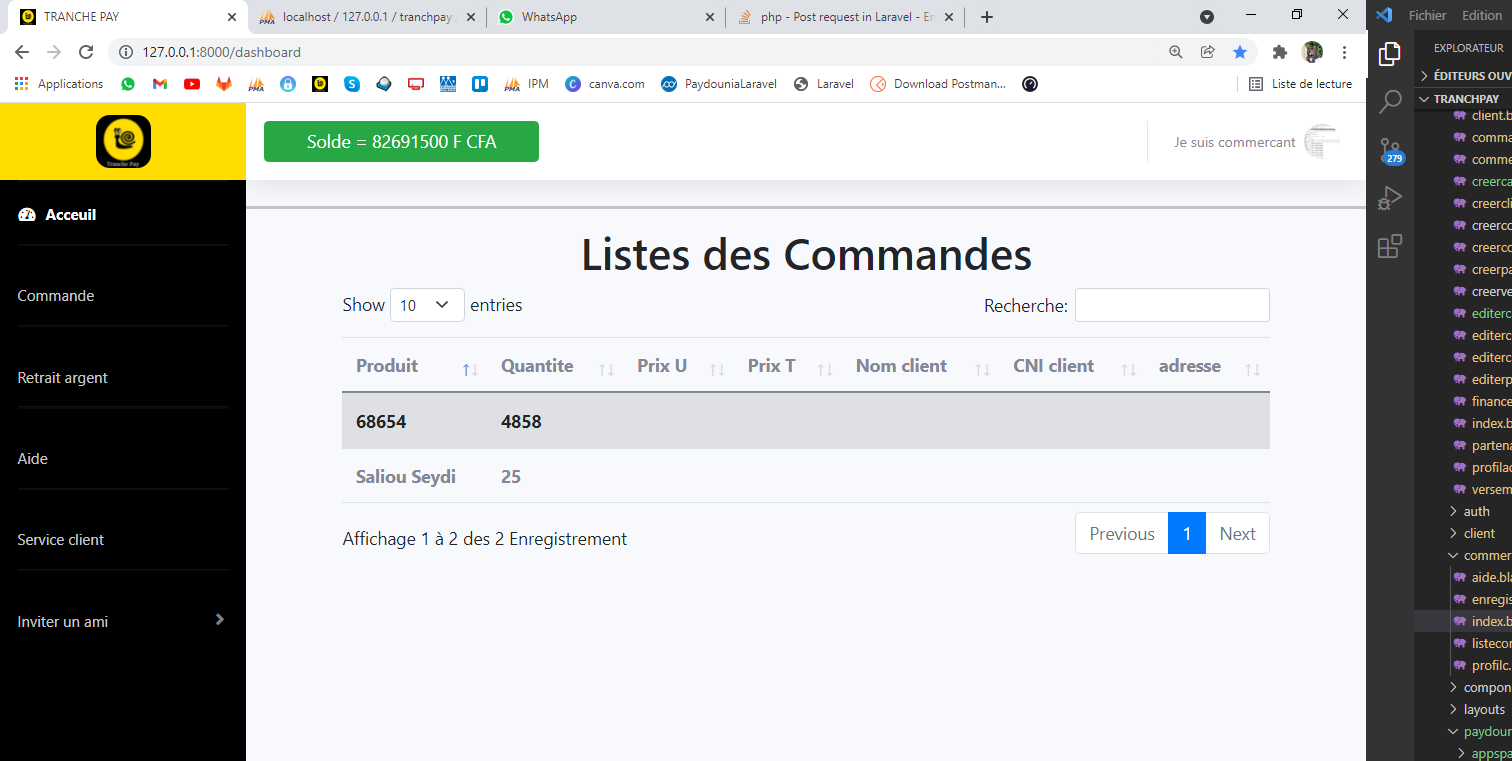 TRANCHE PAY
localhost / 127.0.0.1 / tranchpay
WhatsApp
php - Post request in Laravel - En
Fichier Edition
127.0.0.1:8000/dashboard
EXPLORATEUR
Applications
IPM
canva.com
PaydouniaLaravel
Laravel
Download Postman...
Liste de lecture
ÉDITEURS OUV
TRANCHPAY
Tranche Pay
Solde = 82691500 F CFA
Je suis commercant
Acceuil
Commande
Retrait argent
Aide
Service client
Inviter un ami
Listes des Commandes
Show 10 entries
Recherche:
Produit Quantite Prix U Prix T Nom client CNI client adresse
68654 4858
Saliou Seydi 25
Affichage 1 à 2 des 2 Enregistrement
Previous 1 Next
client.b
comma
comme
279
creerca
creercli
creercc
creercc
creerpa
creerve
editerc
editerc
editerc
editerp
finance
index.b
partena
profilac
versem
auth
client
commer
aide.bla
enregis
index.b
listecor
profilc.
compon
layouts
paydour
appspa